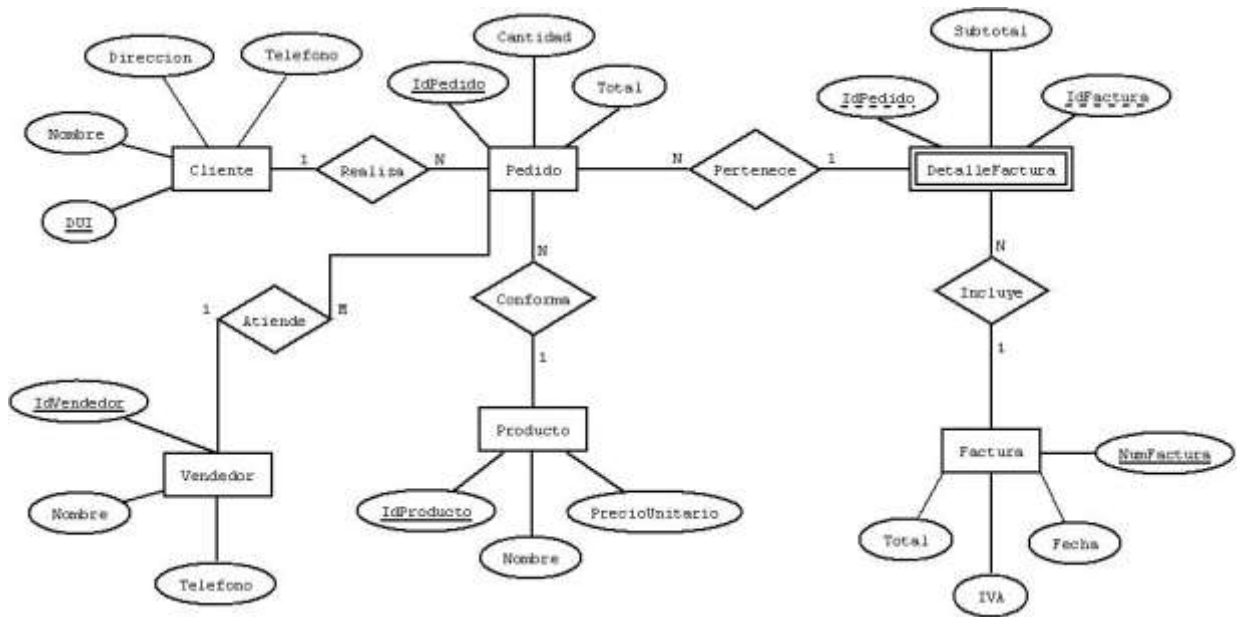 Cantidad
Subtotal
Direccion
Telefono
IdPedido
Total
IdPedido
IdFactura
Nombre
Cliente
1
Realiza
N
Pedido
N
Pertenece
1
DetalleFactura
DUI
N
N
1
Atiende
M
Conforma
Incluye
1
1
IdVendedor
Producto
Factura
NumFactura
Vendedor
Nombre
IdProducto
PrecioUnitario
Total
Fecha
Nombre
Telefono
IVA